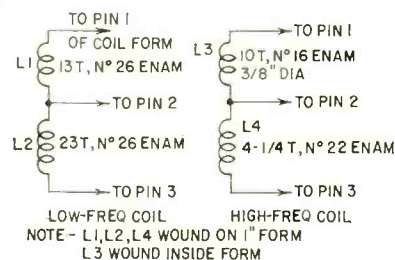 TO PIN 1
OF COIL FORM
L1
13T, Nº 26 ENAM
TO PIN 2
L2
23T, Nº 26 ENAM
TO PIN 3
LOW-FREQ COIL
TO PIN 1
L3
10T, Nº 16 ENAM
3/8" DIA
TO PIN 2
L4
4-1/4 T, Nº 22 ENAM
TO PIN 3
HIGH-FREQ COIL
NOTE- L1, L2, L4 WOUND ON 1" FORM
L3 WOUND INSIDE FORM